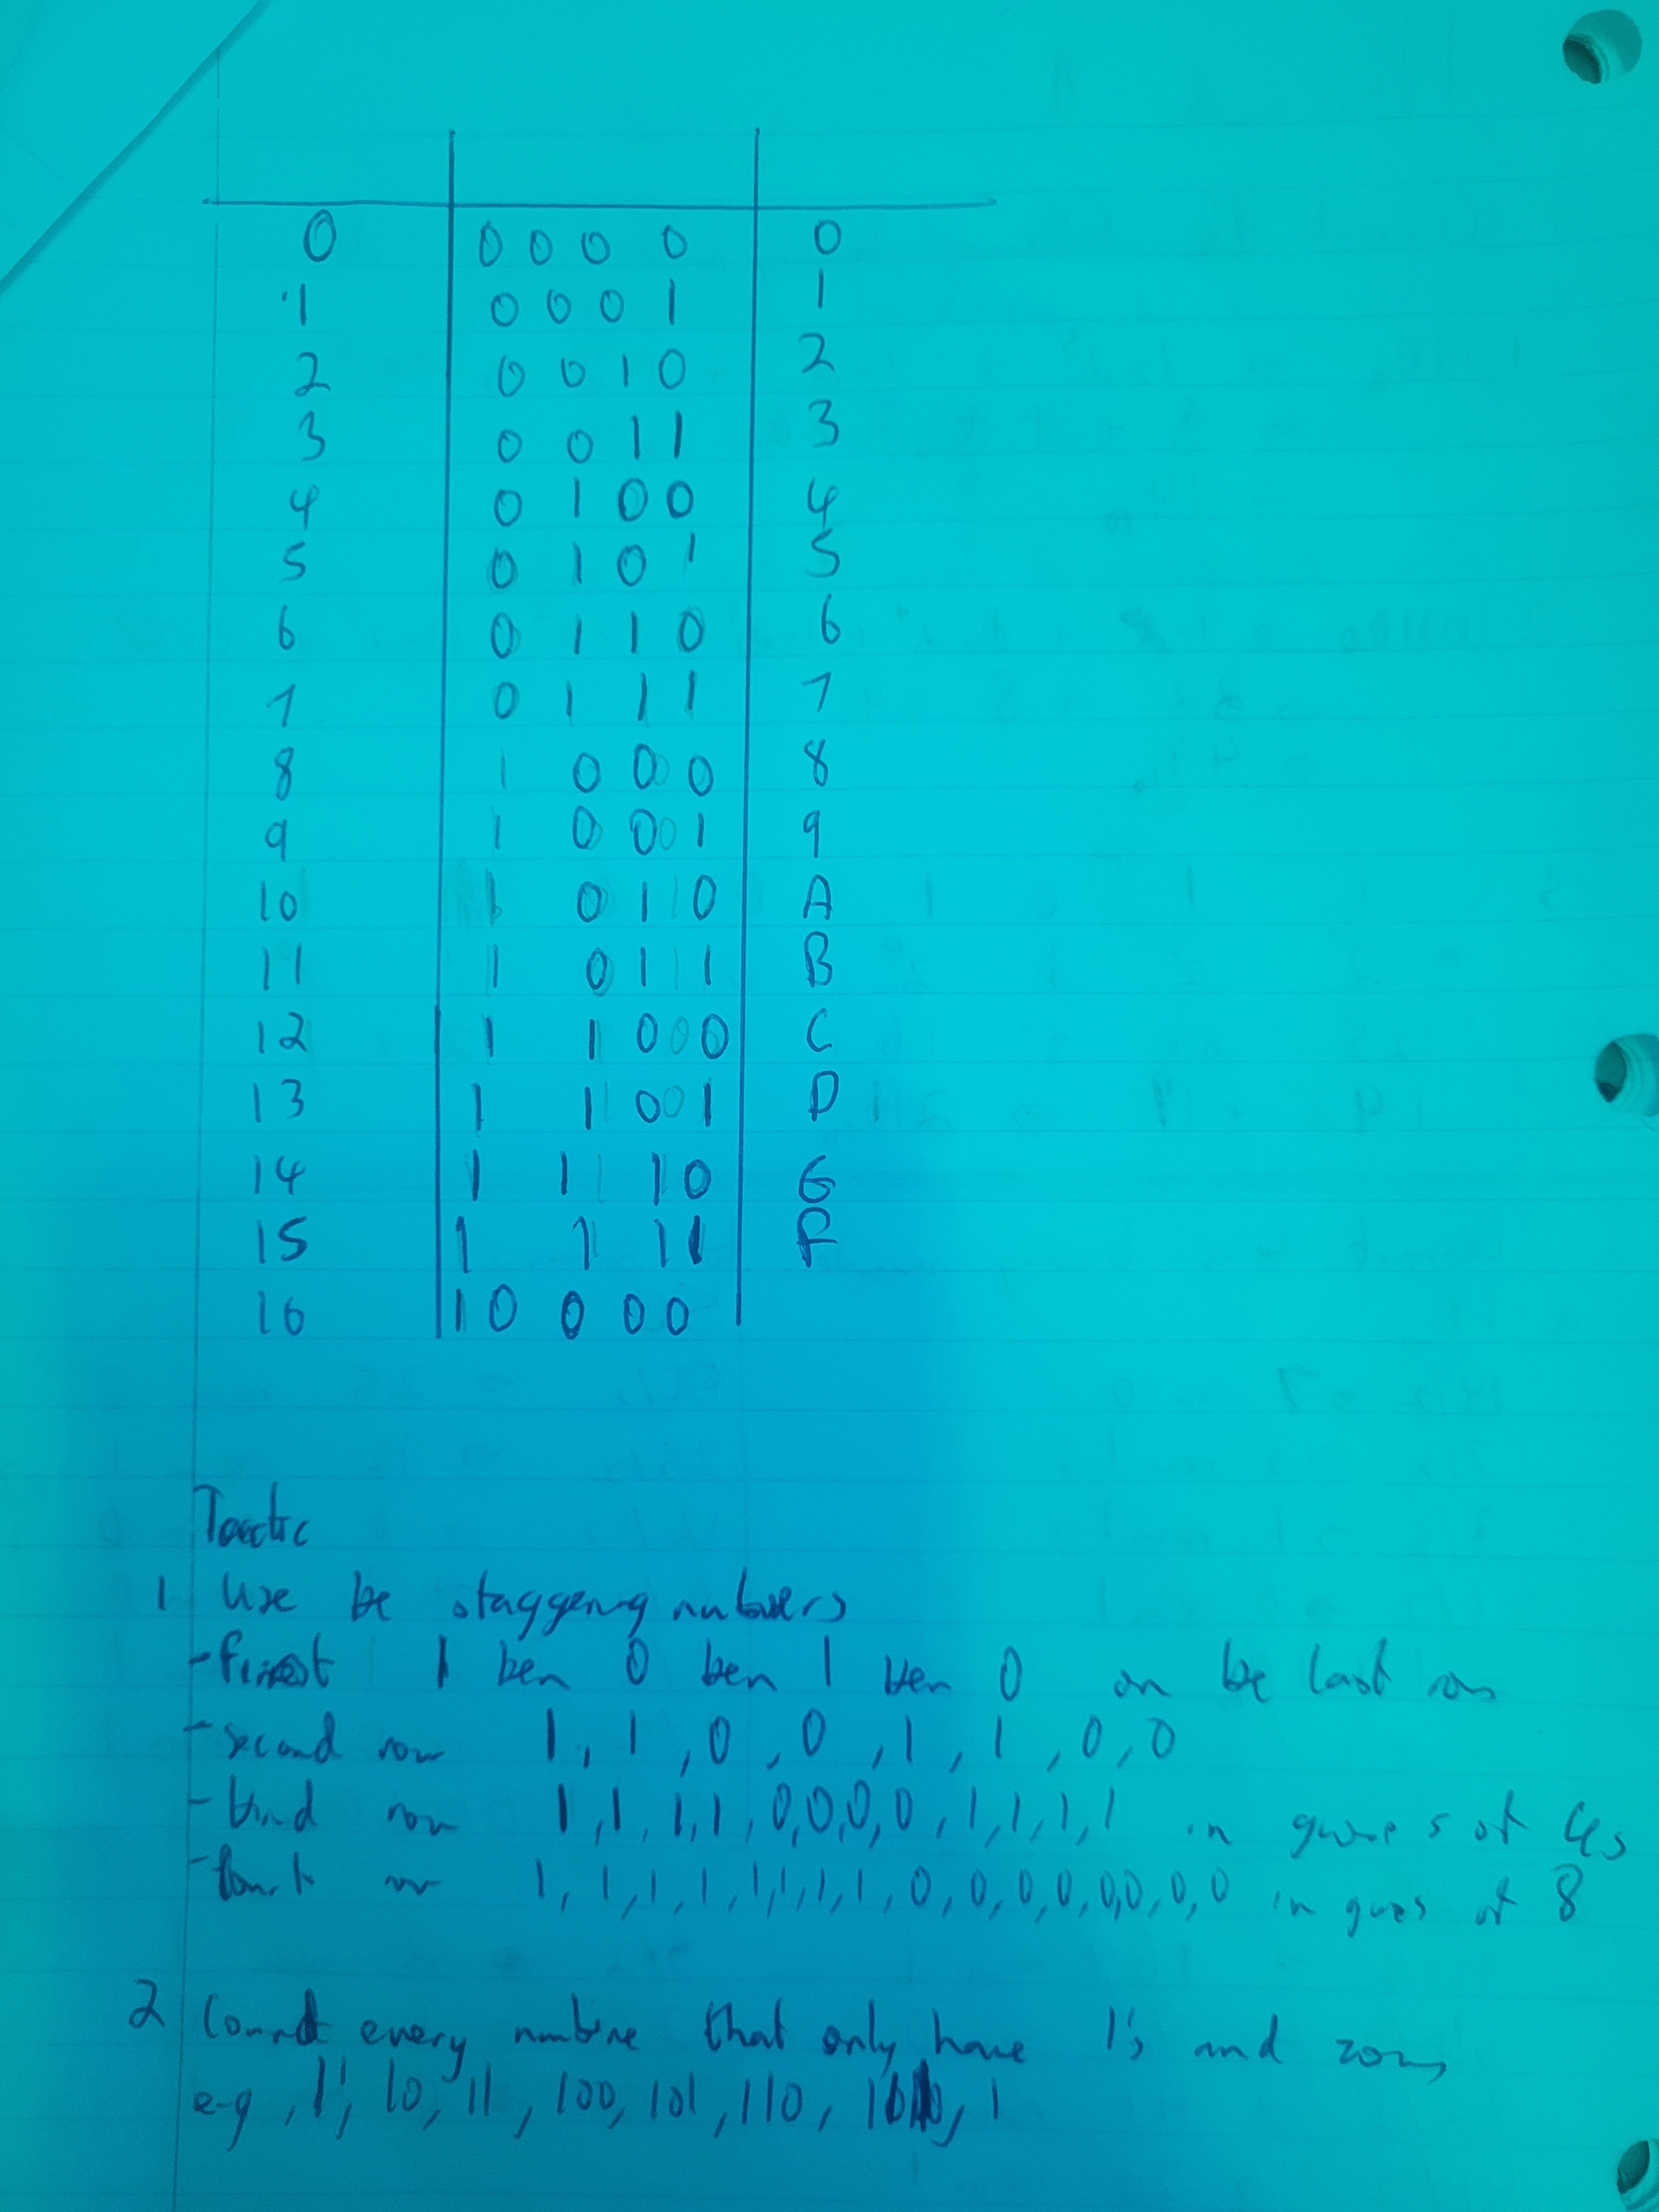 0 0 0 0 0 0
1 0 0 0 1 1
2 0 0 1 0 2
3 0 0 1 1 3
4 0 1 0 0 4
5 0 1 0 1 5
6 0 1 1 0 6
7 0 1 1 1 7
8 1 0 0 0 8
9 1 0 0 1 9
10 1 0 1 0 A
11 1 0 1 1 B
12 1 1 0 0 C
13 1 1 0 1 D
14 1 1 1 0 E
15 1 1 1 1 F
16 1 0 0 0 0
Tactic
1 Use the staggering numbers
- first 1 then 0 then 1 then 0 on the last row
- second row 1, 1, 0, 0, 1, 1, 0, 0
- third row 1, 1, 1, 1, 0, 0, 0, 0, 1, 1, 1, 1 in of 4s
- row 1, 1, 1, 1, 1, 1, 1, 1, 0, 0, 0, 0, 0, 0, 0, 0 in of 8
2 Count every that only have 1's and
e-g, 1, 10, 11, 100, 101, 110, 1